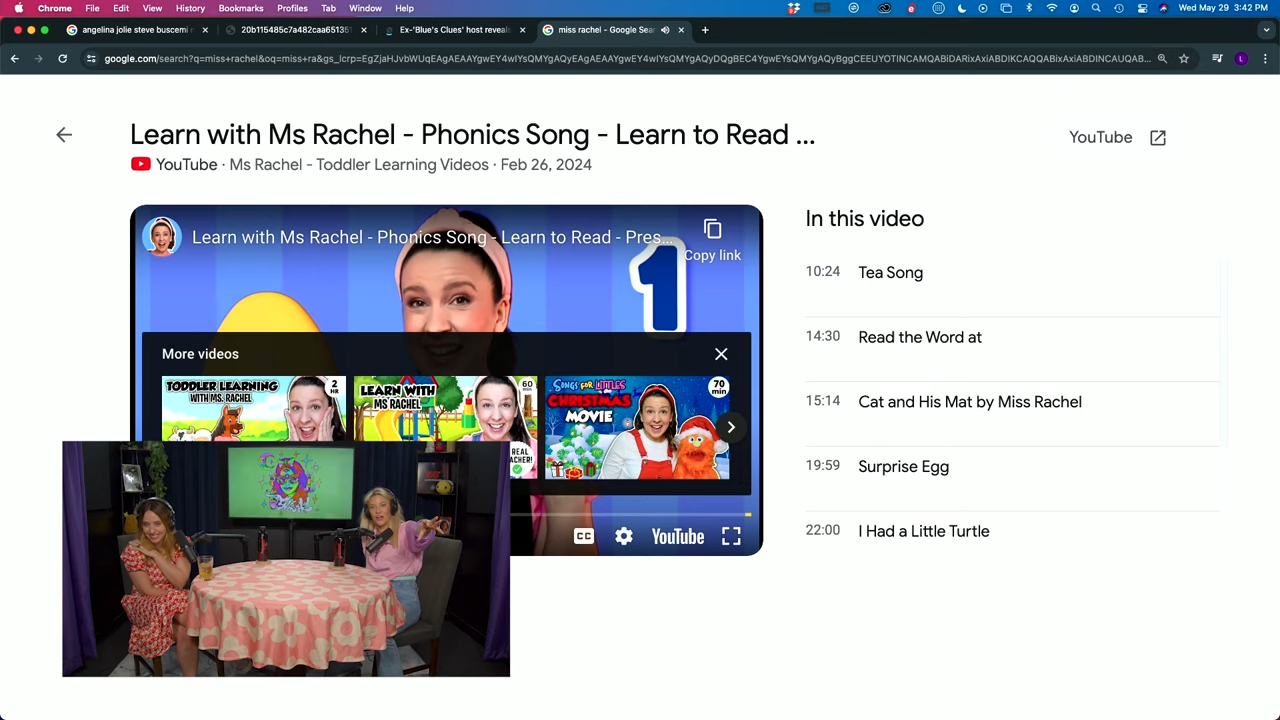 Chrome File Edit View History Bookmarks Profiles Tab Window Help
Wed May 29 3:42 PM
angelina jolie steve buscemi
20b115485c7a482caa65135
Ex-'Blue's Clues' host reveals
miss rachel - Google Sear
google.com/search?q=miss+rachel&oq=miss+ra&gs_lcrp=EgZjaHJvbWUqEAgAEAAYgwEY4wIYsQMYgAQyEAgAEAAYgwEY4wIYsQMYgAQyDQgBEC4YgwEYsQMYgAQyBggCEEUYOTINCAMQABiDARixAxiABDIKCAQQABixAxiABDINCAUQAB...
Learn with Ms Rachel - Phonics Song - Learn to Read ...
YouTube · Ms Rachel - Toddler Learning Videos · Feb 26, 2024
YouTube
Learn with Ms Rachel - Phonics Song - Learn to Read - Pres...
Copy link
1
More videos
TODDLER LEARNING
WITH MS. RACHEL
2
HR
LEARN WITH
MS RACHEL
60
min
REAL
TEACHER!
SONGS FOR LITTLES
CHRISTMAS
MOVIE
70
min
CC
YouTube
In this video
10:24 Tea Song
14:30 Read the Word at
15:14 Cat and His Mat by Miss Rachel
19:59 Surprise Egg
22:00 I Had a Little Turtle